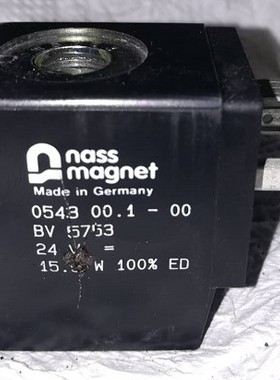 nass
magnet
Made in Germany
0543 00.1 - 00
BV 5753
24 =
W 100% ED